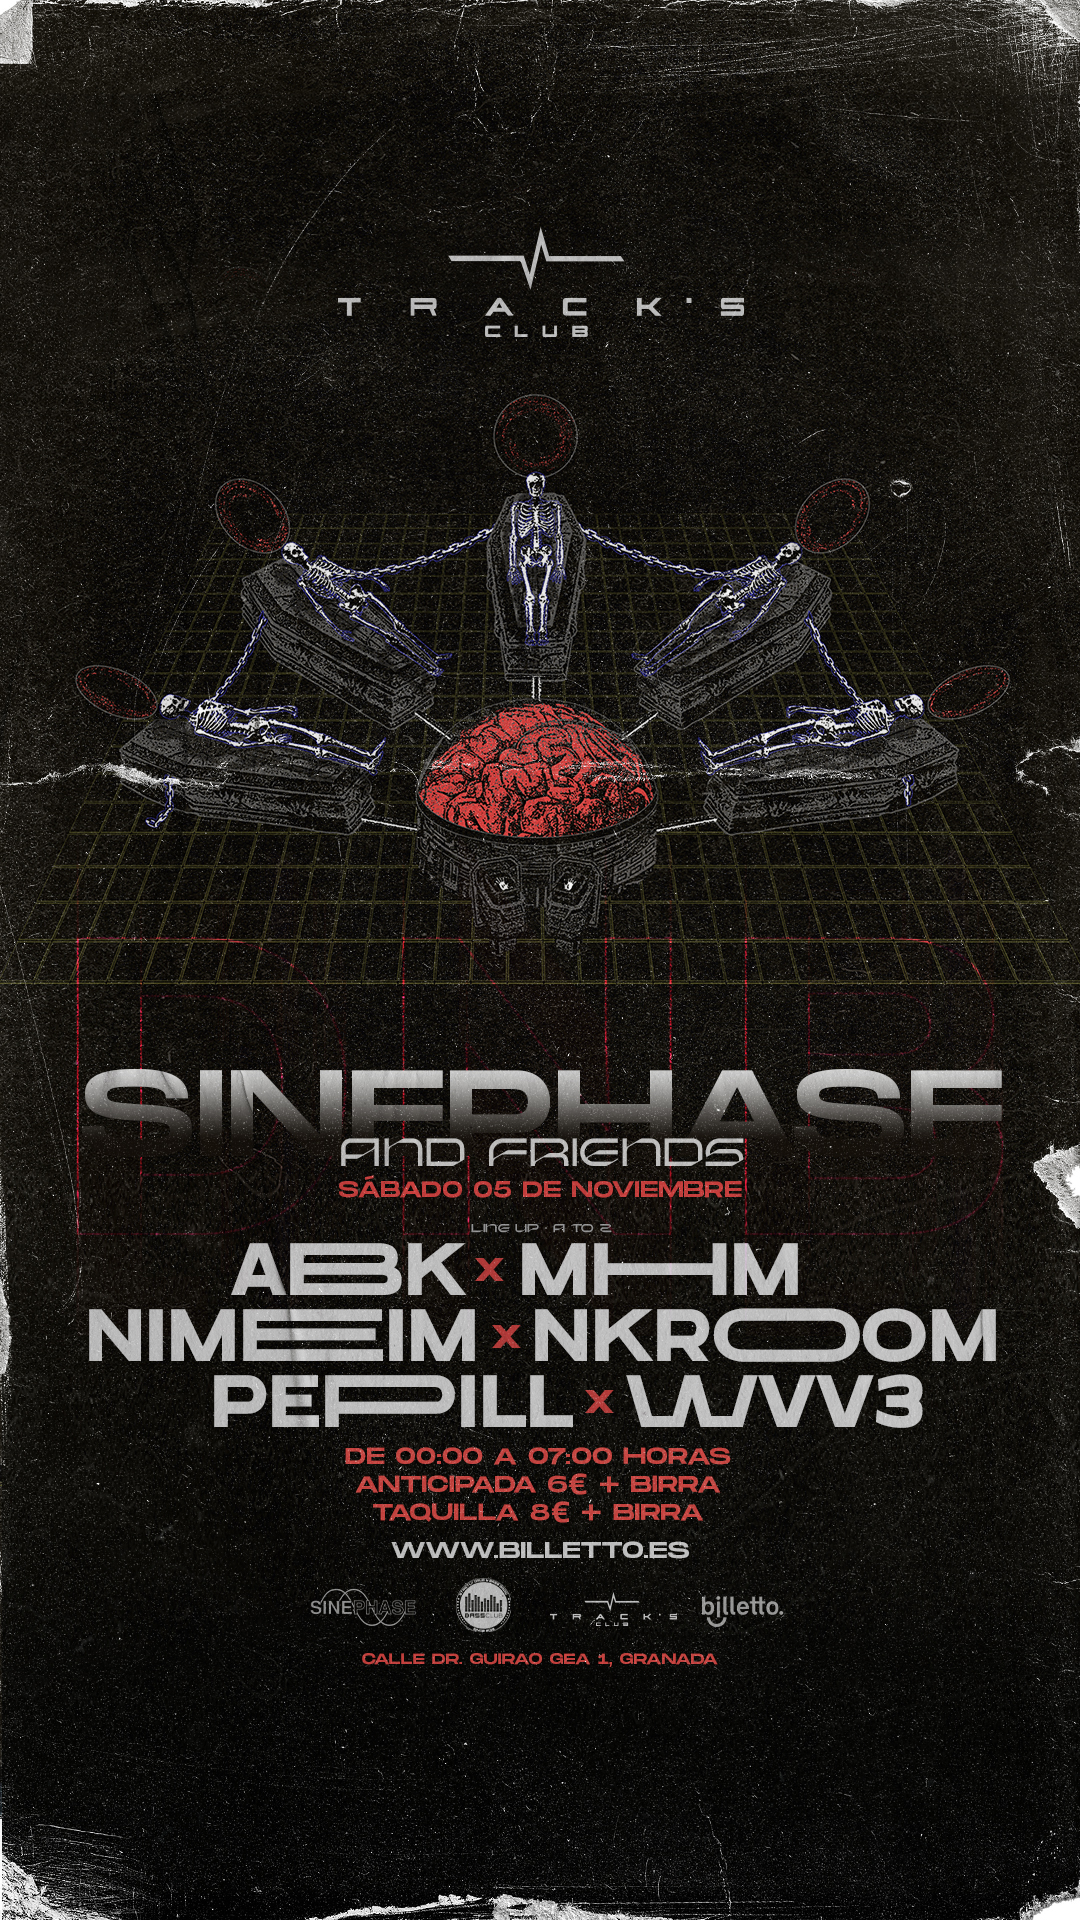 TRACK'S
CLUB
DNB
SINEPHASE
AND FRIENDS
SÁBADO 05 DE NOVIEMBRE
LINE UP · A TO Z
ABK x MHM
NIMEIM x NKROOM
PEPILL x WVV3
DE 00:00 A 07:00 HORAS
ANTICIPADA 6€ + BIRRA
TAQUILLA 8€ + BIRRA
WWW.BILLETTO.ES
SINEPHASE
BASSCLUB
TRACK'S
CLUB
billetto.
CALLE DR. GUIRAO GEA 1, GRANADA